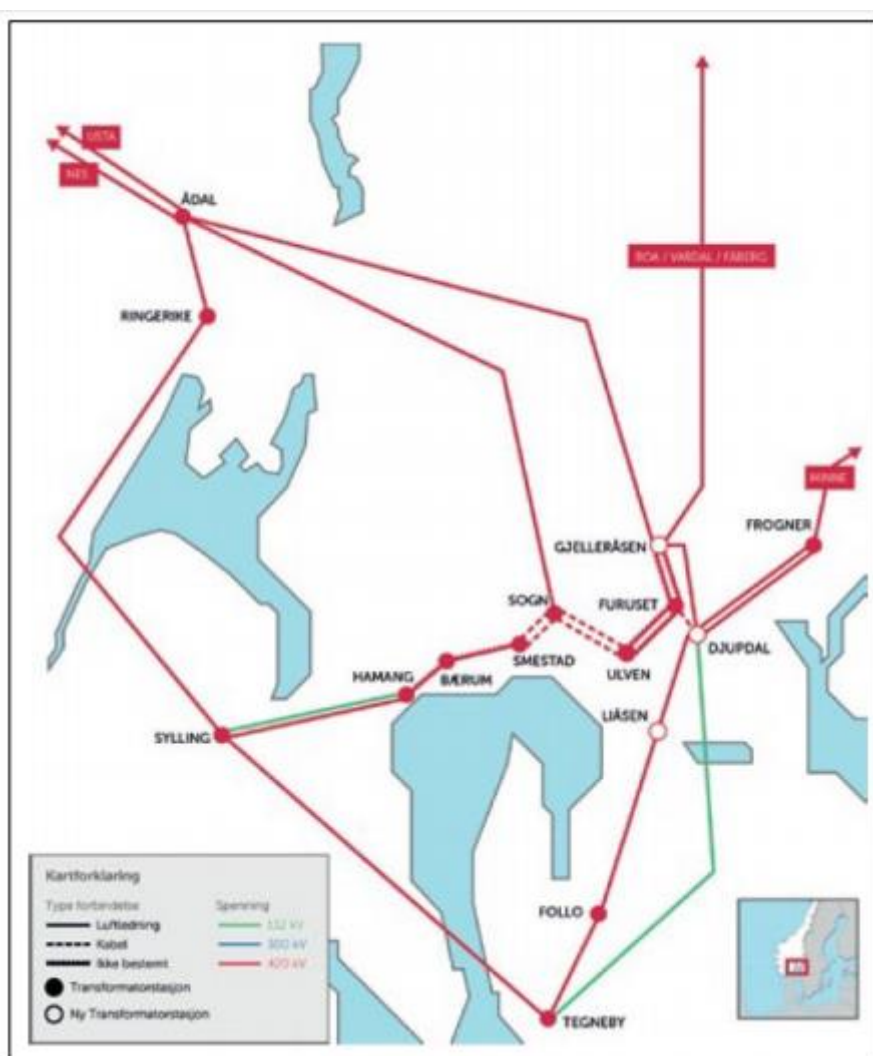 USTA
NES
ÅDAL
ROA / VARDAL / FÅBERG
RINGERIKE
MINNE
FROGNER
GJELLERÅSEN
SOGN
FURUSET
DJUPDAL
SMESTAD
ULVEN
HAMANG
BÆRUM
LIÅSEN
SYLLING
FOLLO
TEGNEBY
Kartforklaring
Type forbindelse
Spenning
Luftledning
132 kV
Kabel
300 kV
Ikke bestemt
420 kV
Transformatorstasjon
Ny Transformatorstasjon